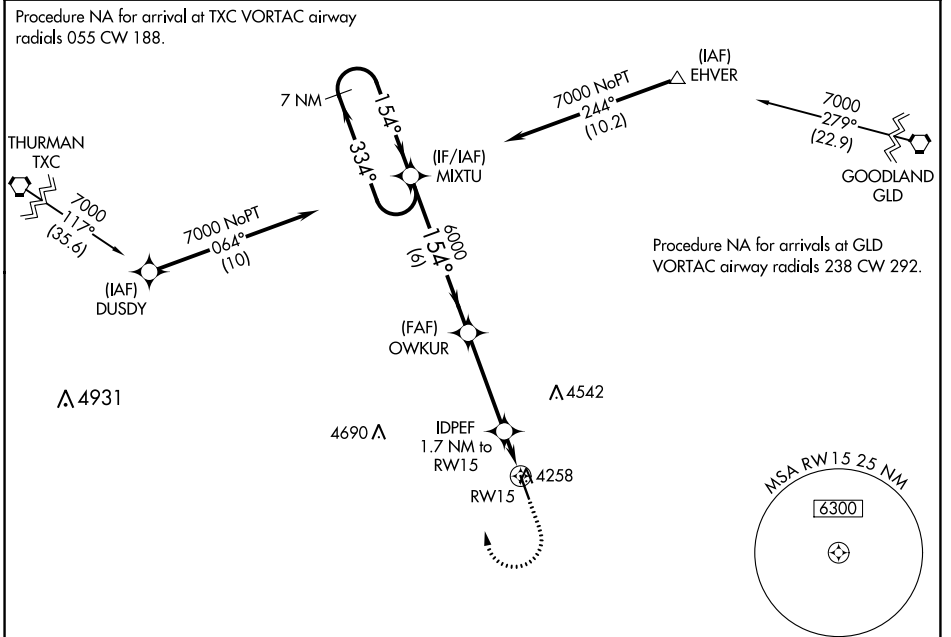 Procedure NA for arrival at TXC VORTAC airway
radials 055 CW 188.
(IAF)
EHVER
7 NM
154°
334°
7000 NoPT
244°
(10.2)
7000
279°
(22.9)
GOODLAND
GLD
THURMAN
TXC
7000
117°
(35.6)
(IF/IAF)
MIXTU
7000 NoPT
064°
(10)
(IAF)
DUSDY
6000
154°
(6)
Procedure NA for arrivals at GLD
VORTAC airway radials 238 CW 292.
(FAF)
OWKUR
4931
4542
4690
IDPEF
1.7 NM to
RW15
4258
RW15
MSA RW15 25 NM
6300